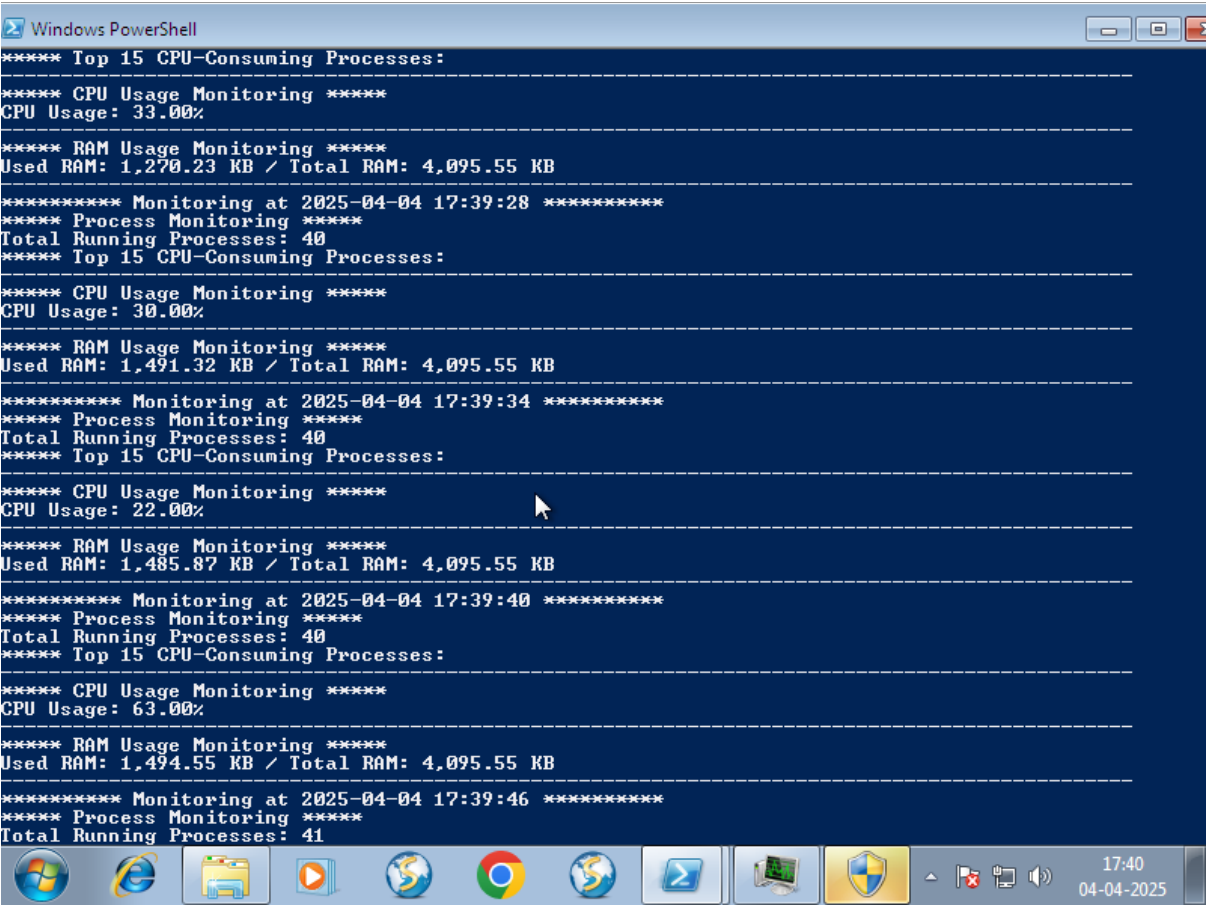 Windows PowerShell
***** Top 15 CPU-Consuming Processes:
----------------------------------------------------------------------------------------------
***** CPU Usage Monitoring *****
CPU Usage: 33.00%
----------------------------------------------------------------------------------------------
***** RAM Usage Monitoring *****
Used RAM: 1,270.23 KB / Total RAM: 4,095.55 KB
----------------------------------------------------------------------------------------------
********** Monitoring at 2025-04-04 17:39:28 **********
***** Process Monitoring *****
Total Running Processes: 40
***** Top 15 CPU-Consuming Processes:
----------------------------------------------------------------------------------------------
***** CPU Usage Monitoring *****
CPU Usage: 30.00%
----------------------------------------------------------------------------------------------
***** RAM Usage Monitoring *****
Used RAM: 1,491.32 KB / Total RAM: 4,095.55 KB
----------------------------------------------------------------------------------------------
********** Monitoring at 2025-04-04 17:39:34 **********
***** Process Monitoring *****
Total Running Processes: 40
***** Top 15 CPU-Consuming Processes:
----------------------------------------------------------------------------------------------
***** CPU Usage Monitoring *****
CPU Usage: 22.00%
----------------------------------------------------------------------------------------------
***** RAM Usage Monitoring *****
Used RAM: 1,485.87 KB / Total RAM: 4,095.55 KB
----------------------------------------------------------------------------------------------
********** Monitoring at 2025-04-04 17:39:40 **********
***** Process Monitoring *****
Total Running Processes: 40
***** Top 15 CPU-Consuming Processes:
----------------------------------------------------------------------------------------------
***** CPU Usage Monitoring *****
CPU Usage: 63.00%
----------------------------------------------------------------------------------------------
***** RAM Usage Monitoring *****
Used RAM: 1,494.55 KB / Total RAM: 4,095.55 KB
----------------------------------------------------------------------------------------------
********** Monitoring at 2025-04-04 17:39:46 **********
***** Process Monitoring *****
Total Running Processes: 41
17:40
04-04-2025